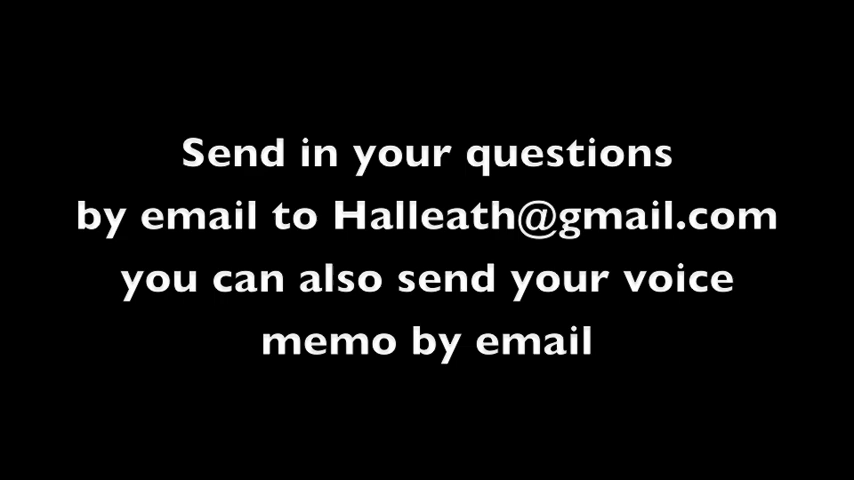 Send in your questions
by email to Halleath@gmail.com
you can also send your voice
memo by email